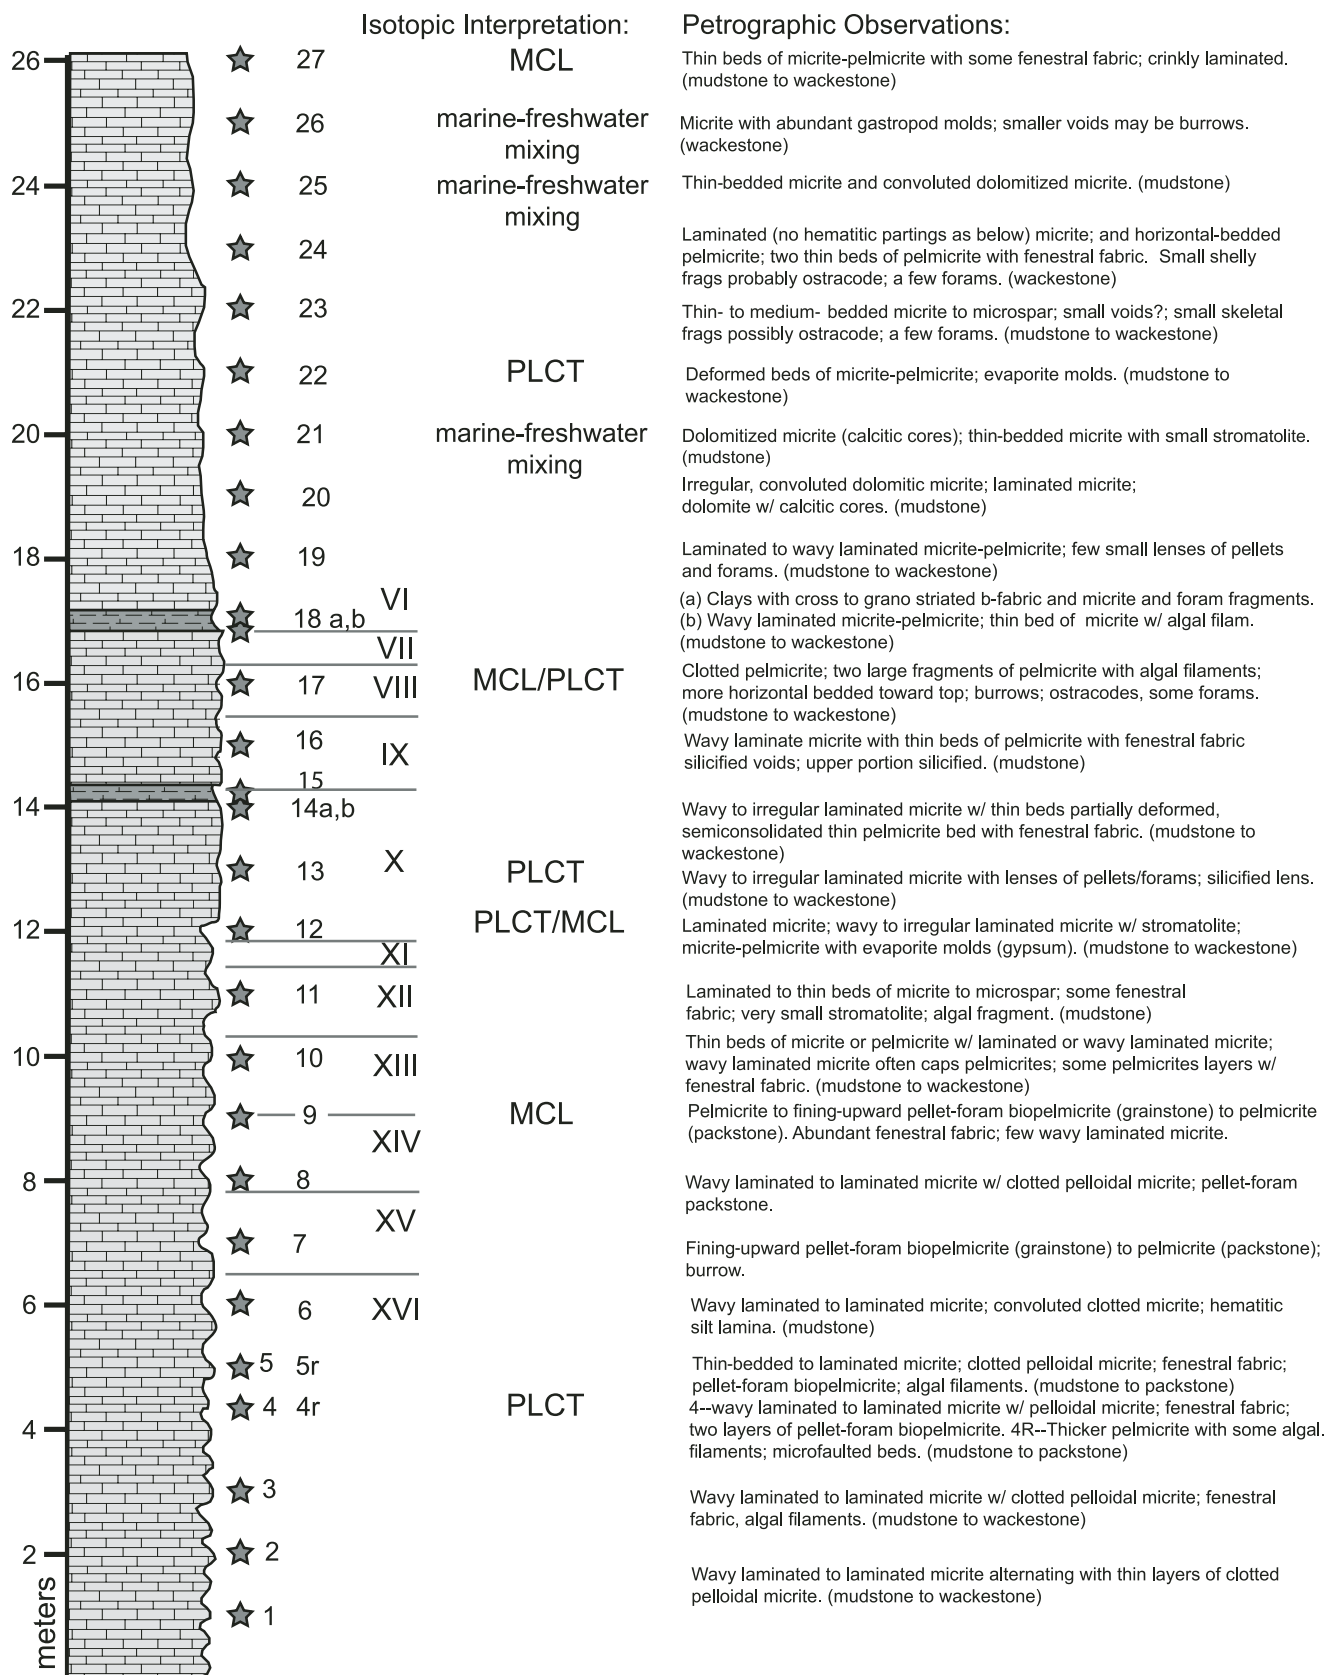 Isotopic Interpretation: Petrographic Observations:
26 27 MCL Thin beds of micrite-pelmicrite with some fenestral fabric; crinkly laminated.
(mudstone to wackestone)
26 marine-freshwater Micrite with abundant gastropod molds; smaller voids may be burrows.
mixing (wackestone)
24 25 marine-freshwater Thin-bedded micrite and convoluted dolomitized micrite. (mudstone)
mixing
24 Laminated (no hematitic partings as below) micrite; and horizontal-bedded
pelmicrite; two thin beds of pelmicrite with fenestral fabric. Small shelly
frags probably ostracode; a few forams. (wackestone)
22 23 Thin- to medium- bedded micrite to microspar; small voids?; small skeletal
frags possibly ostracode; a few forams. (mudstone to wackestone)
22 PLCT Deformed beds of micrite-pelmicrite; evaporite molds. (mudstone to
wackestone)
20 21 marine-freshwater Dolomitized micrite (calcitic cores); thin-bedded micrite with small stromatolite.
mixing (mudstone)
20 Irregular, convoluted dolomitic micrite; laminated micrite;
dolomite w/ calcitic cores. (mudstone)
18 19 Laminated to wavy laminated micrite-pelmicrite; few small lenses of pellets
and forams. (mudstone to wackestone)
VI (a) Clays with cross to grano striated b-fabric and micrite and foram fragments.
18 a,b (b) Wavy laminated micrite-pelmicrite; thin bed of micrite w/ algal filam.
VII (mudstone to wackestone)
16 17 VIII MCL/PLCT Clotted pelmicrite; two large fragments of pelmicrite with algal filaments;
more horizontal bedded toward top; burrows; ostracodes, some forams.
(mudstone to wackestone)
16 IX Wavy laminate micrite with thin beds of pelmicrite with fenestral fabric
silicified voids; upper portion silicified. (mudstone)
15
14 14a,b Wavy to irregular laminated micrite w/ thin beds partially deformed,
semiconsolidated thin pelmicrite bed with fenestral fabric. (mudstone to
wackestone)
13 X PLCT Wavy to irregular laminated micrite with lenses of pellets/forams; silicified lens.
(mudstone to wackestone)
12 12 PLCT/MCL Laminated micrite; wavy to irregular laminated micrite w/ stromatolite;
XI micrite-pelmicrite with evaporite molds (gypsum). (mudstone to wackestone)
11 XII Laminated to thin beds of micrite to microspar; some fenestral
fabric; very small stromatolite; algal fragment. (mudstone)
10 10 XIII Thin beds of micrite or pelmicrite w/ laminated or wavy laminated micrite;
wavy laminated micrite often caps pelmicrites; some pelmicrites layers w/
fenestral fabric. (mudstone to wackestone)
9 MCL Pelmicrite to fining-upward pellet-foram biopelmicrite (grainstone) to pelmicrite
XIV (packstone). Abundant fenestral fabric; few wavy laminated micrite.
8 8 Wavy laminated to laminated micrite w/ clotted pelloidal micrite; pellet-foram
packstone.
XV
7 Fining-upward pellet-foram biopelmicrite (grainstone) to pelmicrite (packstone);
burrow.
6 6 XVI Wavy laminated to laminated micrite; convoluted clotted micrite; hematitic
silt lamina. (mudstone)
5 5r Thin-bedded to laminated micrite; clotted pelloidal micrite; fenestral fabric;
pellet-foram biopelmicrite; algal filaments. (mudstone to packstone)
4 4r PLCT 4--wavy laminated to laminated micrite w/ pelloidal micrite; fenestral fabric;
4 two layers of pellet-foram biopelmicrite. 4R--Thicker pelmicrite with some algal.
filaments; microfaulted beds. (mudstone to packstone)
3 Wavy laminated to laminated micrite w/ clotted pelloidal micrite; fenestral
fabric, algal filaments. (mudstone to wackestone)
2 2
Wavy laminated to laminated micrite alternating with thin layers of clotted
pelloidal micrite. (mudstone to wackestone)
1
meters